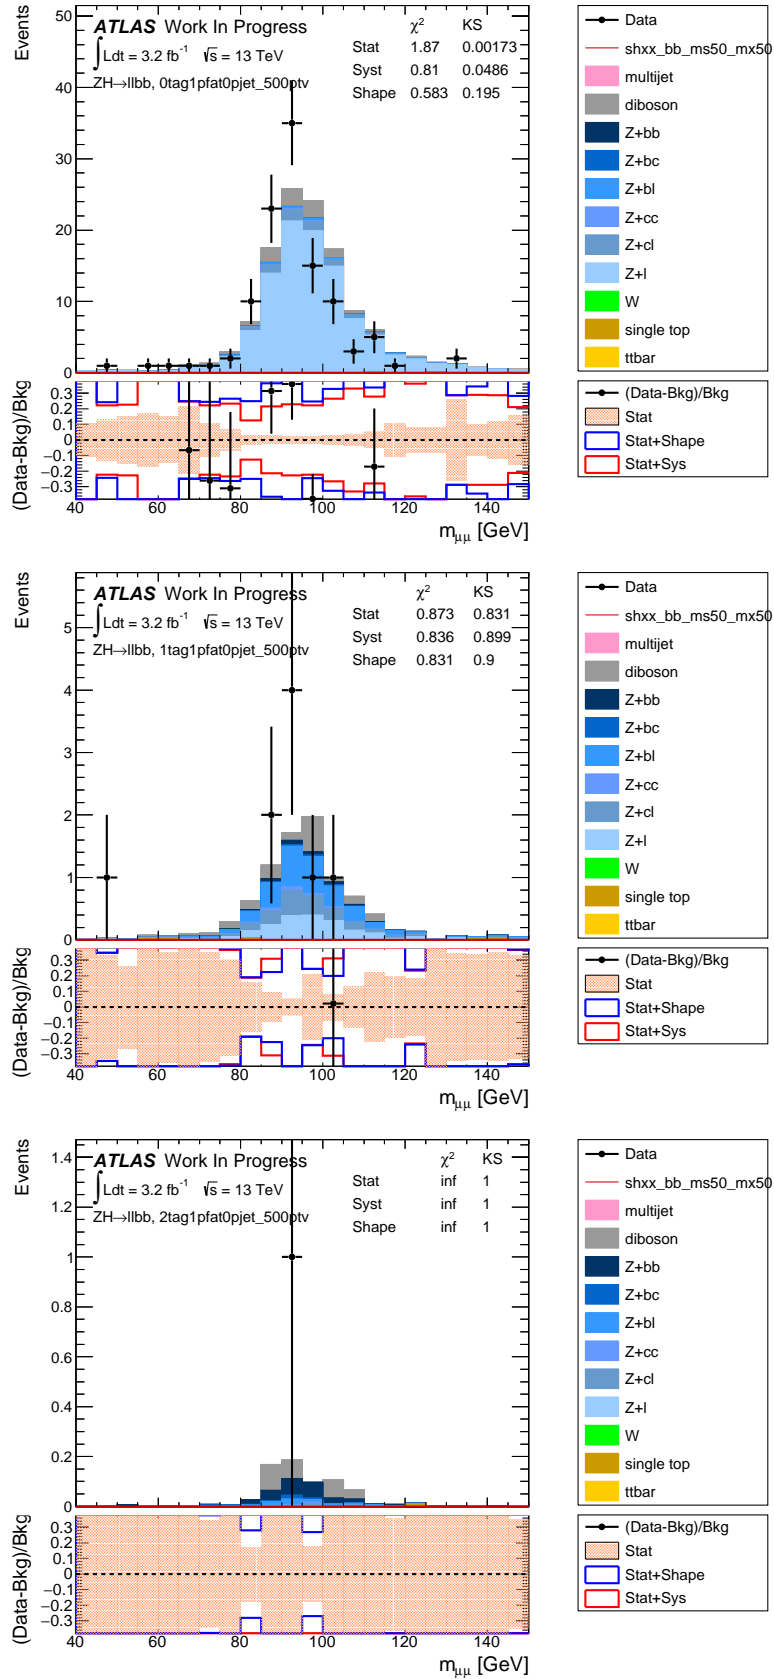 Events
ATLAS Work In Progress
∫Ldt = 3.2 fb⁻¹ √s = 13 TeV
ZH→llbb, 0tag1pfat0pjet_500ptv
χ² KS
Stat 1.87 0.00173
Syst 0.81 0.0486
Shape 0.583 0.195
50
40
30
20
10
0
Data
shxx_bb_ms50_mx50
multijet
diboson
Z+bb
Z+bc
Z+bl
Z+cc
Z+cl
Z+l
W
single top
ttbar
(Data-Bkg)/Bkg
0.3
0.2
0.1
0
−0.1
−0.2
−0.3
40 60 80 100 120 140
m_μμ [GeV]
(Data-Bkg)/Bkg
Stat
Stat+Shape
Stat+Sys
Events
ATLAS Work In Progress
∫Ldt = 3.2 fb⁻¹ √s = 13 TeV
ZH→llbb, 1tag1pfat0pjet_500ptv
χ² KS
Stat 0.873 0.831
Syst 0.836 0.899
Shape 0.831 0.9
5
4
3
2
1
0
Data
shxx_bb_ms50_mx50
multijet
diboson
Z+bb
Z+bc
Z+bl
Z+cc
Z+cl
Z+l
W
single top
ttbar
(Data-Bkg)/Bkg
0.3
0.2
0.1
0
−0.1
−0.2
−0.3
40 60 80 100 120 140
m_μμ [GeV]
(Data-Bkg)/Bkg
Stat
Stat+Shape
Stat+Sys
Events
ATLAS Work In Progress
∫Ldt = 3.2 fb⁻¹ √s = 13 TeV
ZH→llbb, 2tag1pfat0pjet_500ptv
χ² KS
Stat inf 1
Syst inf 1
Shape inf 1
1.4
1.2
1
0.8
0.6
0.4
0.2
0
Data
shxx_bb_ms50_mx50
multijet
diboson
Z+bb
Z+bc
Z+bl
Z+cc
Z+cl
Z+l
W
single top
ttbar
(Data-Bkg)/Bkg
0.3
0.2
0.1
0
−0.1
−0.2
−0.3
40 60 80 100 120 140
m_μμ [GeV]
(Data-Bkg)/Bkg
Stat
Stat+Shape
Stat+Sys